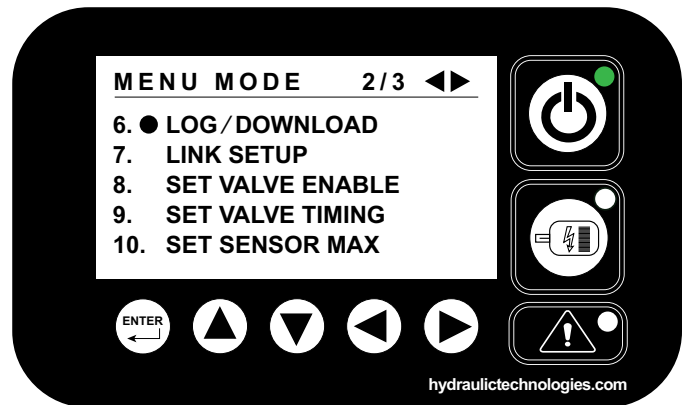 MENU MODE 2/3 ◀▶
6. ● LOG/DOWNLOAD
7. LINK SETUP
8. SET VALVE ENABLE
9. SET VALVE TIMING
10. SET SENSOR MAX
ENTER
hydraulictechnologies.com